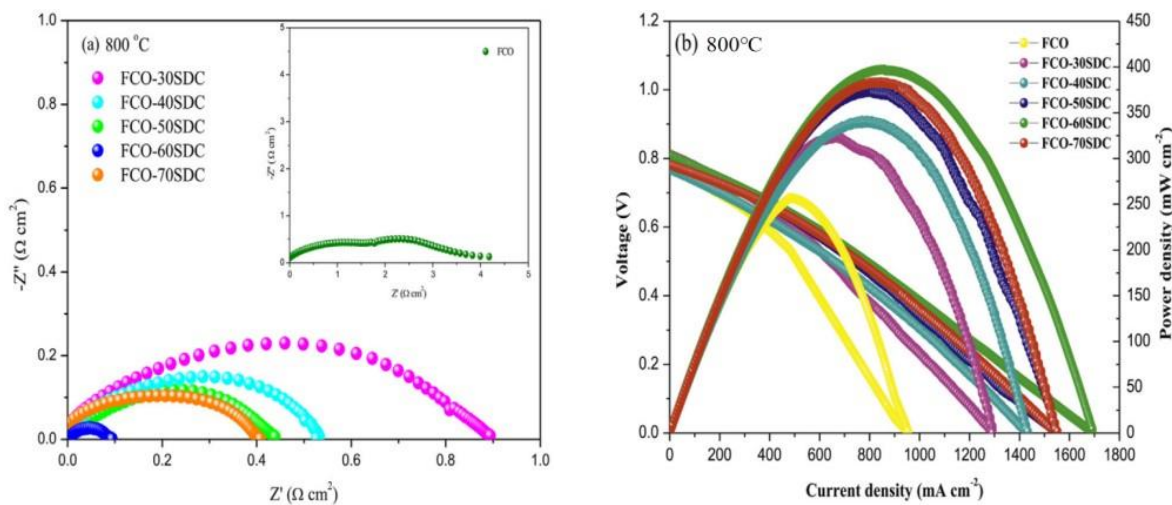 (a) 800 °C
FCO-30SDC
FCO-40SDC
FCO-50SDC
FCO-60SDC
FCO-70SDC
-Z'' (Ω cm²)
1.0
0.8
0.6
0.4
0.2
0.0
0.0 0.2 0.4 0.6 0.8 1.0
Z' (Ω cm²)
FCO
-Z'' (Ω cm²)
5
4
3
2
1
0
0 1 2 3 4 5
Z' (Ω cm²)
(b) 800°C
FCO
FCO-30SDC
FCO-40SDC
FCO-50SDC
FCO-60SDC
FCO-70SDC
Voltage (V)
1.2
1.0
0.8
0.6
0.4
0.2
0.0
0 200 400 600 800 1000 1200 1400 1600 1800
Current density (mA cm⁻²)
450
400
350
300
250
200
150
100
50
0
Power density (mW cm⁻²)